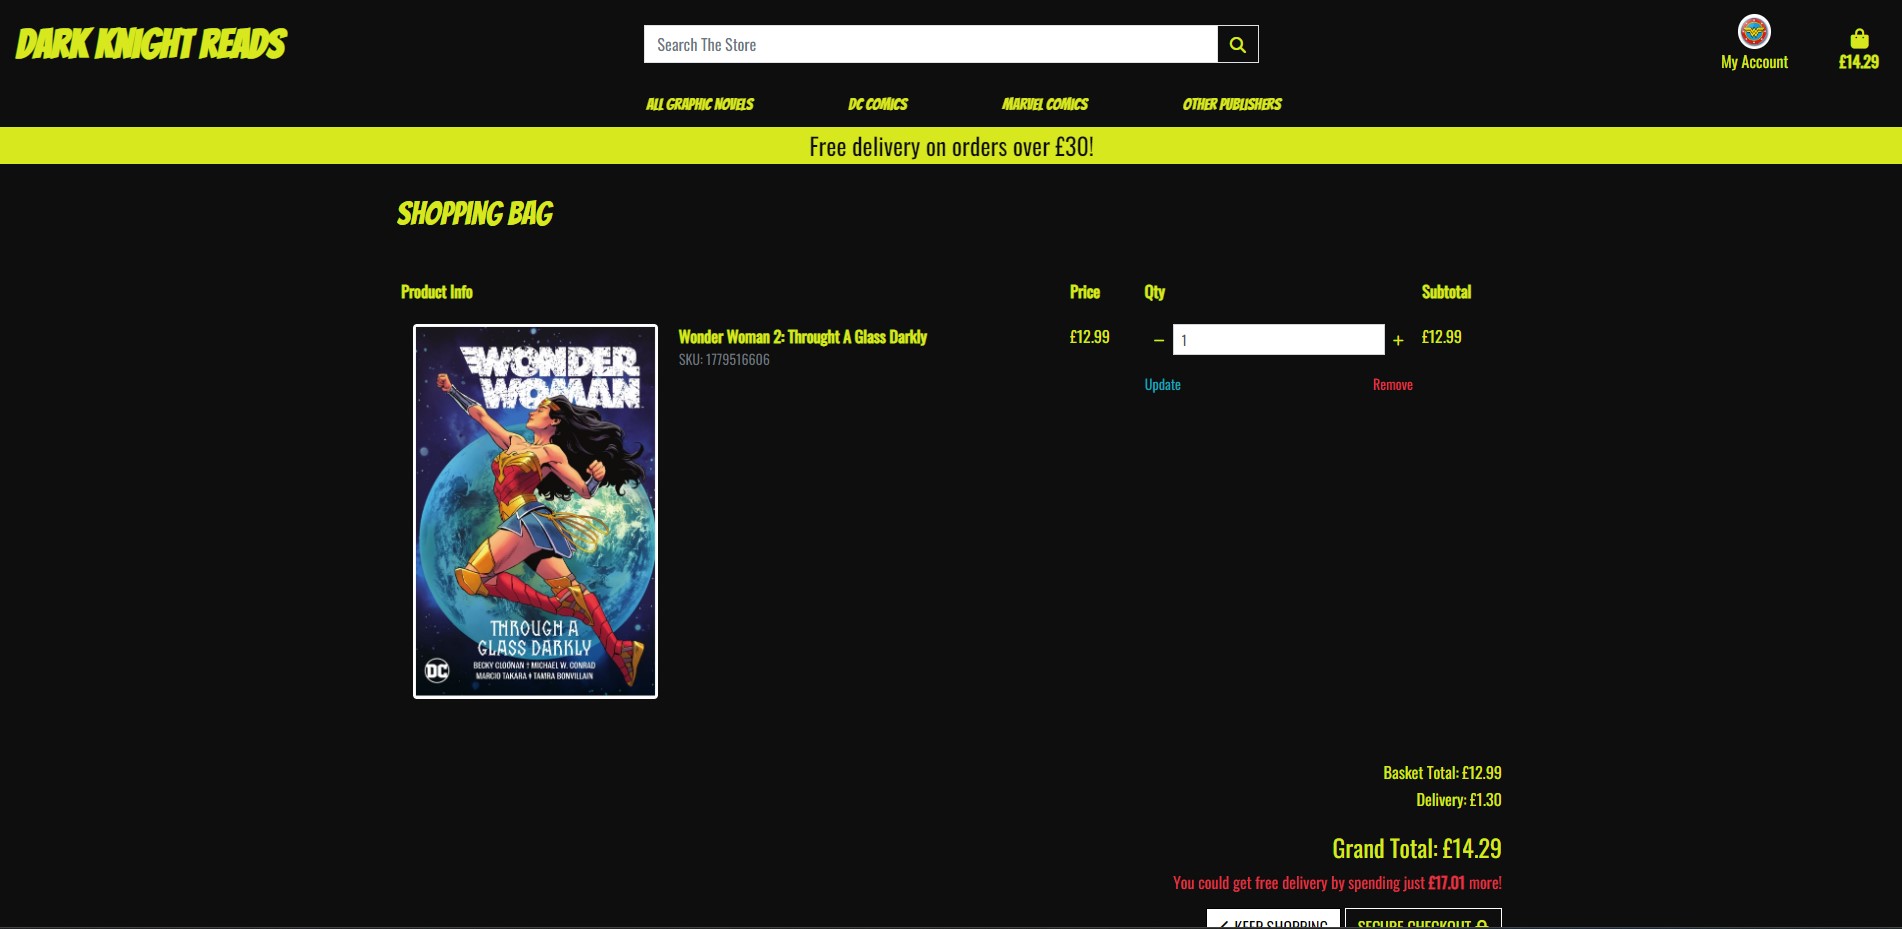 DARK KNIGHT READS
Search The Store
My Account
£14.29
ALL GRAPHIC NOVELS
DC COMICS
MARVEL COMICS
OTHER PUBLISHERS
Free delivery on orders over £30!
SHOPPING BAG
Product Info
Price
Qty
Subtotal
WONDER
WOMAN
THROUGH A
GLASS DARKLY
BECKY CLOONAN MICHAEL W. CONRAD
MARCIO TAKARA TAMRA BONVILLAIN
DC
Wonder Woman 2: Throught A Glass Darkly
SKU: 1779516606
£12.99
− 1 +
£12.99
Update
Remove
Basket Total: £12.99
Delivery: £1.30
Grand Total: £14.29
You could get free delivery by spending just £17.01 more!
KEEP SHOPPING
SECURE CHECKOUT